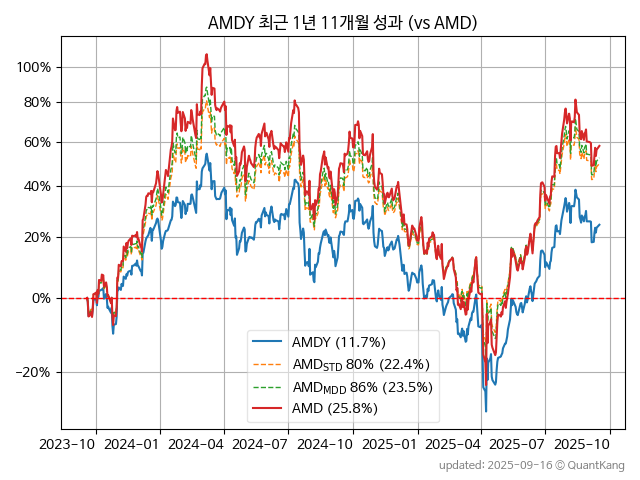 AMDY 최근 1년 11개월 성과 (vs AMD)
100%
80%
60%
40%
20%
0%
−20%
AMDY (11.7%)
AMD_STD 80% (22.4%)
AMD_MDD 86% (23.5%)
AMD (25.8%)
2023-10 2024-01 2024-04 2024-07 2024-10 2025-01 2025-04 2025-07 2025-10
updated: 2025-09-16 © QuantKang